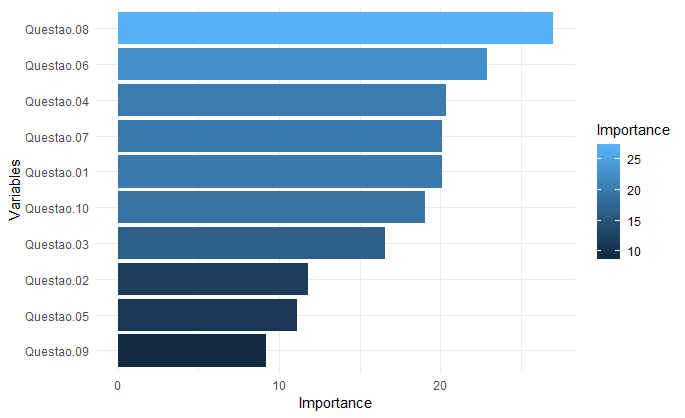 Questao.08
Questao.06
Questao.04
Questao.07
Questao.01
Questao.10
Questao.03
Questao.02
Questao.05
Questao.09
Variables
0 10 20
Importance
Importance
25
20
15
10